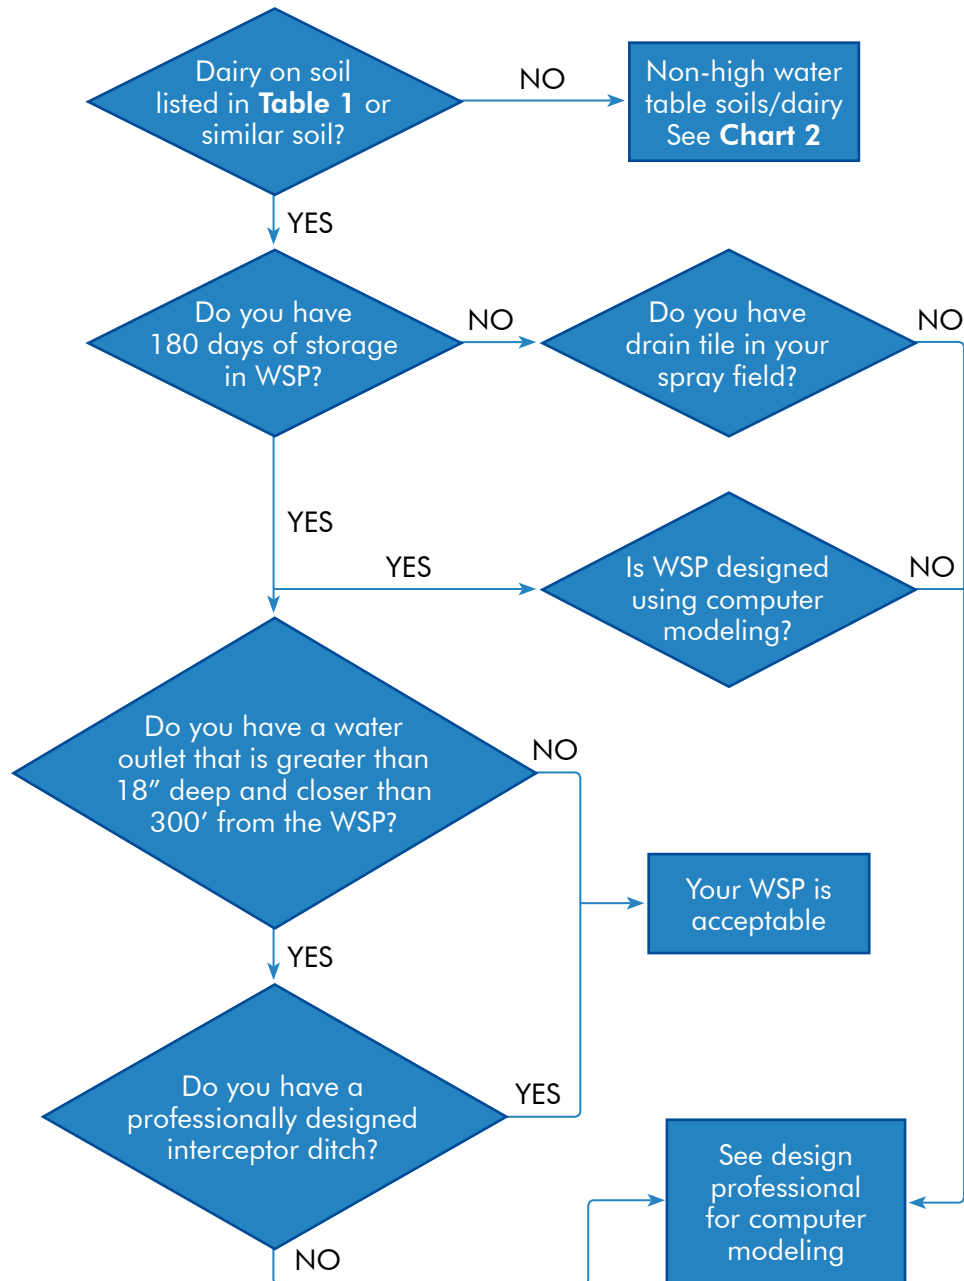 Dairy on soil
listed in Table 1 or
similar soil?
NO
Non-high water
table soils/dairy
See Chart 2
YES
Do you have
180 days of storage
in WSP?
NO
Do you have
drain tile in your
spray field?
NO
YES
YES
Is WSP designed
using computer
modeling?
NO
Do you have a water
outlet that is greater than
18” deep and closer than
300’ from the WSP?
NO
Your WSP is
acceptable
YES
Do you have a
professionally designed
interceptor ditch?
YES
See design
professional
for computer
modeling
NO